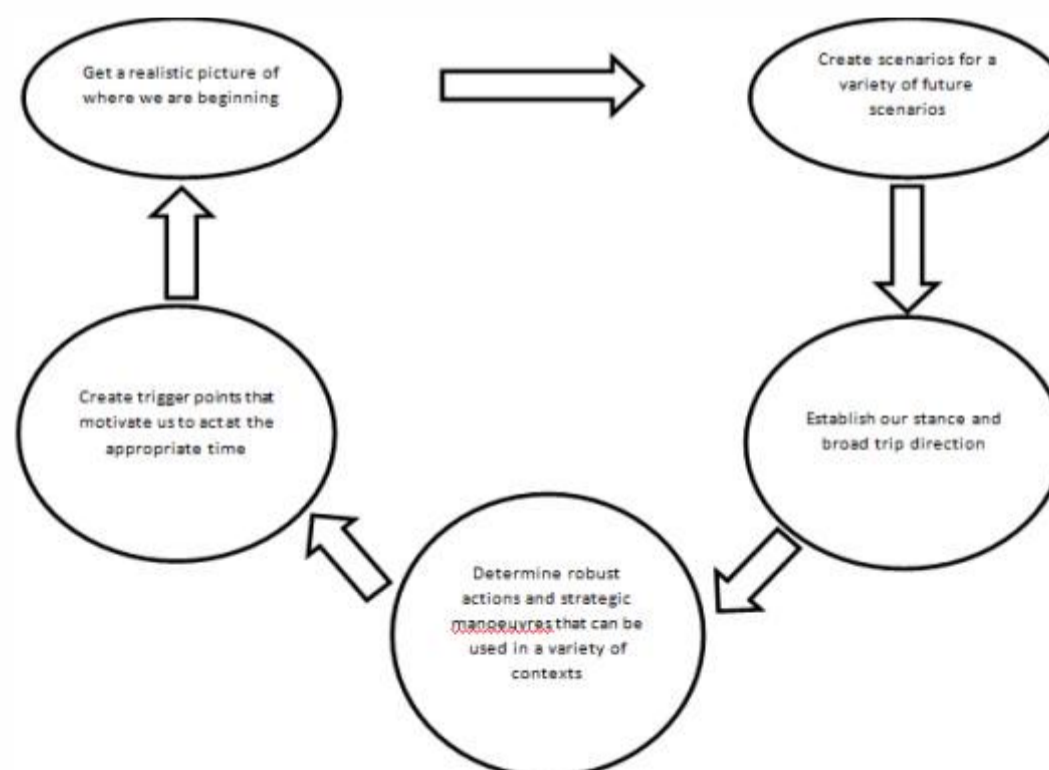 Get a realistic picture of
where we are beginning
Create scenarios for a
variety of future
scenarios
Establish our stance and
broad trip direction
Determine robust
actions and strategic
manoeuvres that can be
used in a variety of
contexts
Create trigger points that
motivate us to act at the
appropriate time